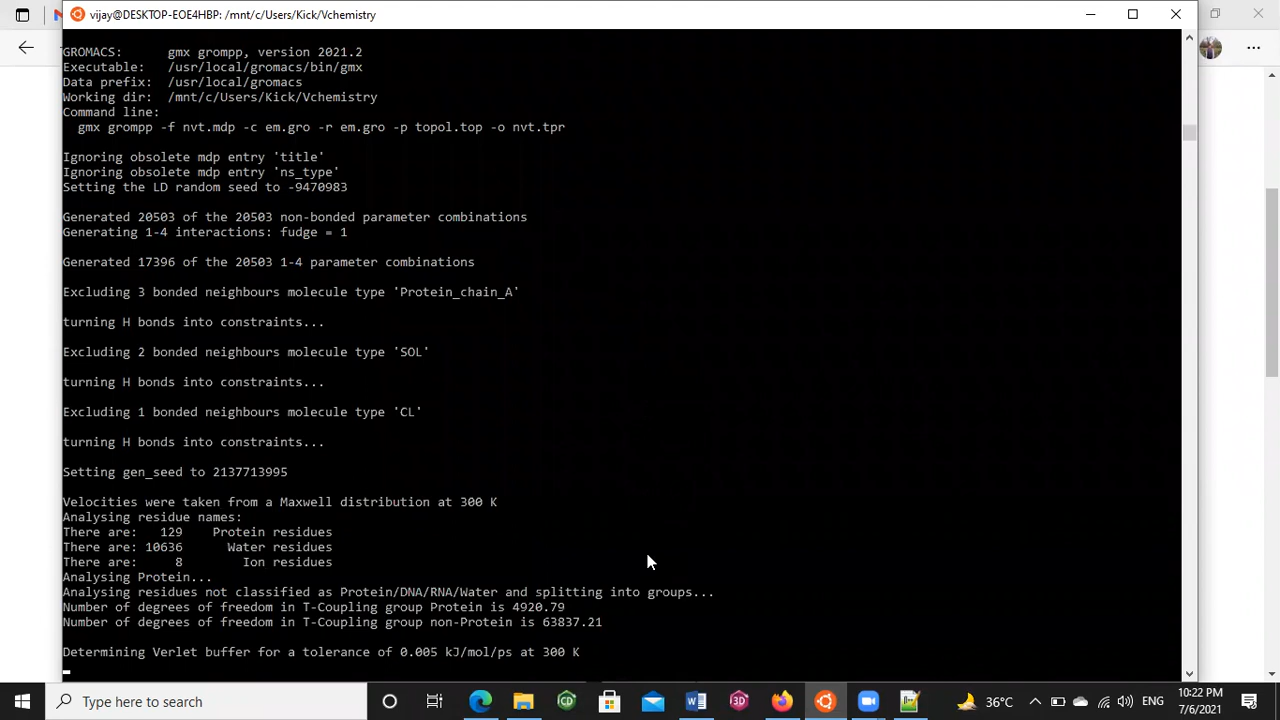 vijay@DESKTOP-EOE4HBP: /mnt/c/Users/Kick/Vchemistry
GROMACS:      gmx grompp, version 2021.2
Executable:   /usr/local/gromacs/bin/gmx
Data prefix:  /usr/local/gromacs
Working dir:  /mnt/c/Users/Kick/Vchemistry
Command line:
  gmx grompp -f nvt.mdp -c em.gro -r em.gro -p topol.top -o nvt.tpr
Ignoring obsolete mdp entry 'title'
Ignoring obsolete mdp entry 'ns_type'
Setting the LD random seed to -9470983
Generated 20503 of the 20503 non-bonded parameter combinations
Generating 1-4 interactions: fudge = 1
Generated 17396 of the 20503 1-4 parameter combinations
Excluding 3 bonded neighbours molecule type 'Protein_chain_A'
turning H bonds into constraints...
Excluding 2 bonded neighbours molecule type 'SOL'
turning H bonds into constraints...
Excluding 1 bonded neighbours molecule type 'CL'
turning H bonds into constraints...
Setting gen_seed to 2137713995
Velocities were taken from a Maxwell distribution at 300 K
Analysing residue names:
There are:   129    Protein residues
There are: 10636      Water residues
There are:     8        Ion residues
Analysing Protein...
Analysing residues not classified as Protein/DNA/RNA/Water and splitting into groups...
Number of degrees of freedom in T-Coupling group Protein is 4920.79
Number of degrees of freedom in T-Coupling group non-Protein is 63837.21
Determining Verlet buffer for a tolerance of 0.005 kJ/mol/ps at 300 K
Type here to search
36°C
ENG
10:22 PM
7/6/2021